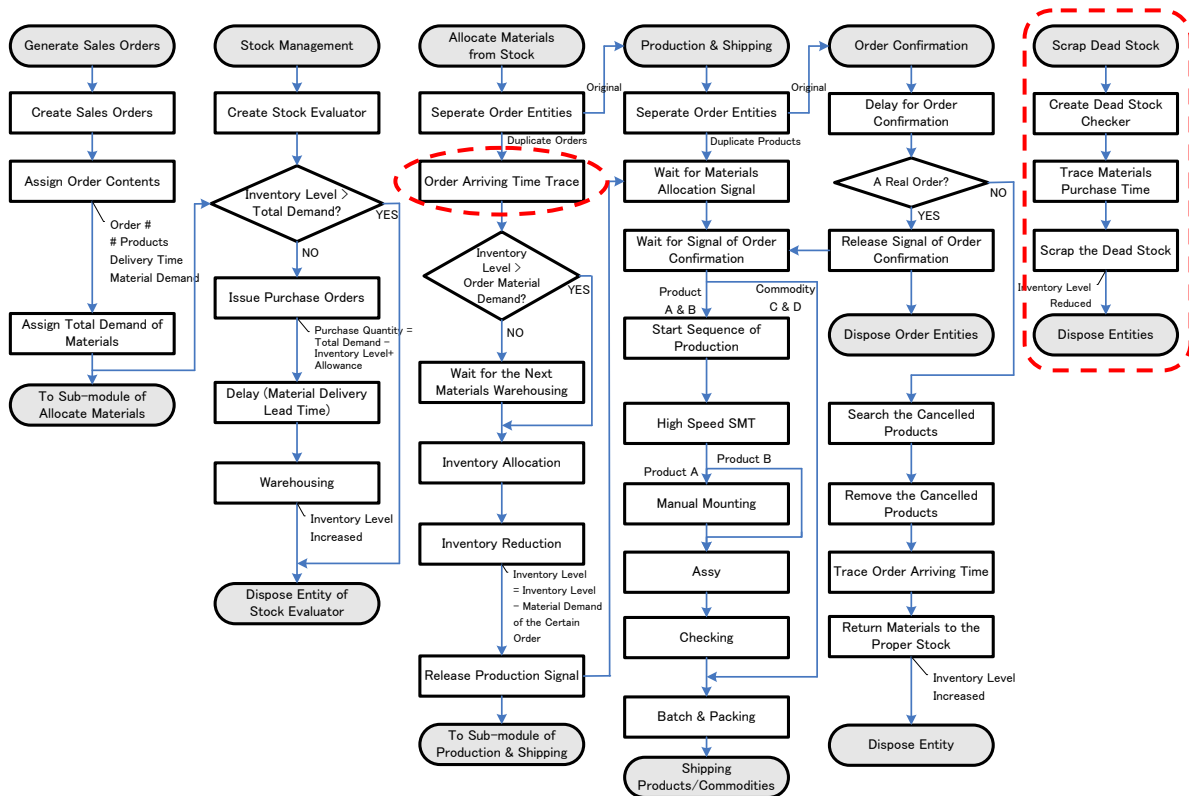 Generate Sales Orders
Create Sales Orders
Assign Order Contents
Order #
# Products
Delivery Time
Material Demand
Assign Total Demand of
Materials
To Sub-module of
Allocate Materials
Stock Management
Create Stock Evaluator
Inventory Level >
Total Demand?
YES
NO
Issue Purchase Orders
Purchase Quantity =
Total Demand -
Inventory Level+
Allowance
Delay (Material Delivery
Lead Time)
Warehousing
Inventory Level
Increased
Dispose Entity of
Stock Evaluator
Allocate Materials
from Stock
Original
Seperate Order Entities
Duplicate Orders
Order Arriving Time Trace
Inventory
Level >
Order Material
Demand?
YES
NO
Wait for the Next
Materials Warehousing
Inventory Allocation
Inventory Reduction
Inventory Level
= Inventory Level
- Material Demand
of the Certain
Order
Release Production Signal
To Sub-module of
Production & Shipping
Production & Shipping
Original
Seperate Order Entities
Duplicate Products
Wait for Materials
Allocation Signal
Wait for Signal of Order
Confirmation
Product
A & B
Commodity
C & D
Start Sequence of
Production
High Speed SMT
Product B
Product A
Manual Mounting
Assy
Checking
Batch & Packing
Shipping
Products/Commodities
Order Confirmation
Delay for Order
Confirmation
A Real Order?
NO
YES
Release Signal of Order
Confirmation
Dispose Order Entities
Search the Cancelled
Products
Remove the Cancelled
Products
Trace Order Arriving Time
Return Materials to the
Proper Stock
Inventory Level
Increased
Dispose Entity
Scrap Dead Stock
Create Dead Stock
Checker
Trace Materials
Purchase Time
Scrap the Dead Stock
Inventory Level
Reduced
Dispose Entities